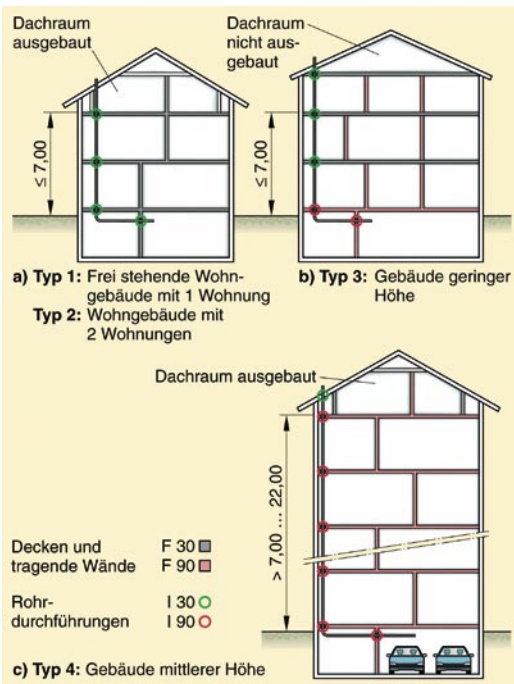 Dachraum
ausgebaut
Dachraum
nicht aus-
gebaut
≤ 7,00
≤ 7,00
a) Typ 1: Frei stehende Wohn-
gebäude mit 1 Wohnung
Typ 2: Wohngebäude mit
2 Wohnungen
b) Typ 3: Gebäude geringer
Höhe
Dachraum ausgebaut
> 7,00 ... 22,00
Decken und F 30
tragende Wände F 90
Rohr- I 30
durchführungen I 90
c) Typ 4: Gebäude mittlerer Höhe